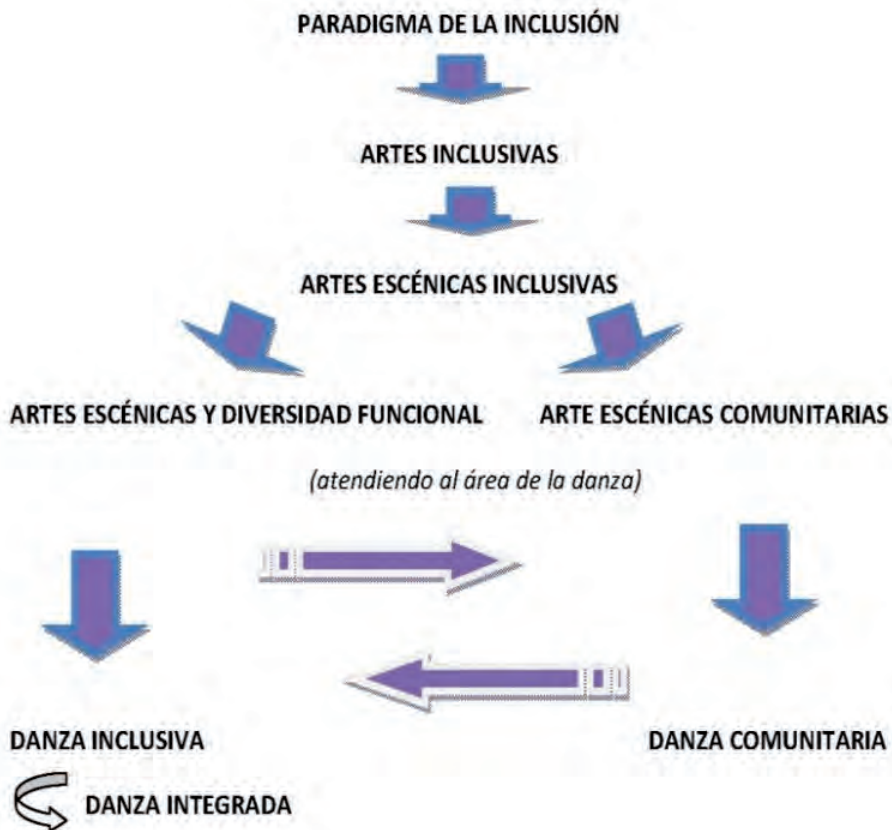 PARADIGMA DE LA INCLUSIÓN
ARTES INCLUSIVAS
ARTES ESCÉNICAS INCLUSIVAS
ARTES ESCÉNICAS Y DIVERSIDAD FUNCIONAL
ARTE ESCÉNICAS COMUNITARIAS
(atendiendo al área de la danza)
DANZA INCLUSIVA
DANZA COMUNITARIA
DANZA INTEGRADA